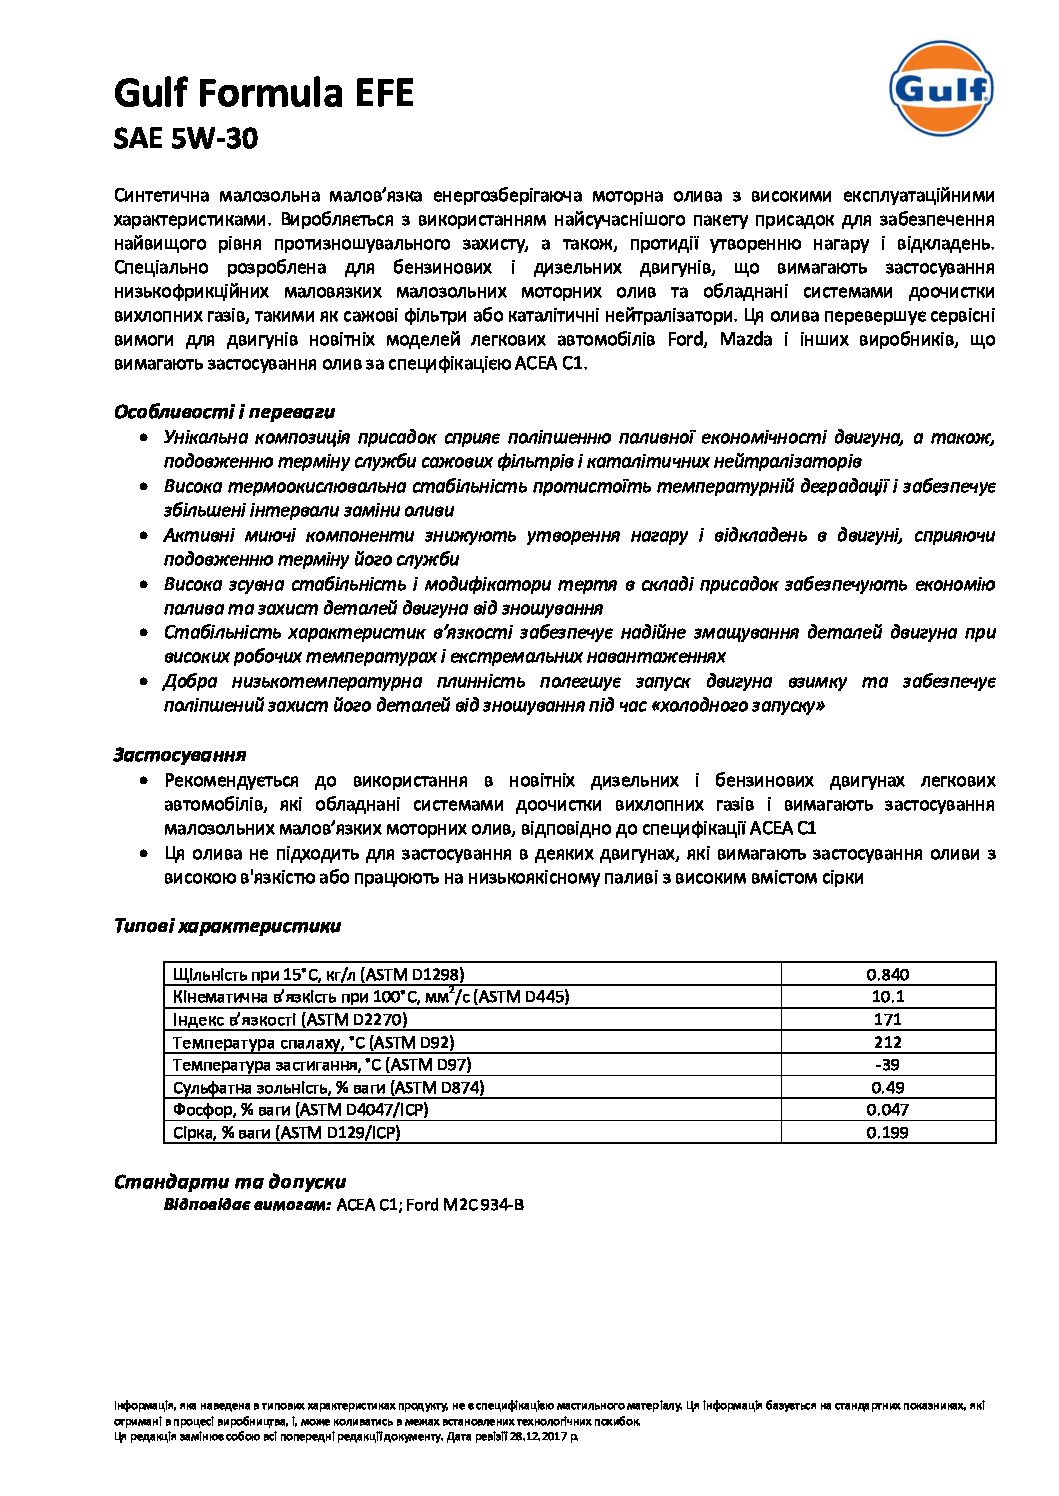 Gulf Formula EFE
Gulf
SAE 5W-30
Синтетична малозольна малов’язка енергозберігаюча моторна олива з високими експлуатаційними
характеристиками. Виробляється з використанням найсучаснішого пакету присадок для забезпечення
найвищого рівня протизношувального захисту, а також, протидії утворенню нагару і відкладень.
Спеціально розроблена для бензинових і дизельних двигунів, що вимагають застосування
низькофрикційних маловязких малозольних моторних олив та обладнані системами доочистки
вихлопних газів, такими як сажові фільтри або каталітичні нейтралізатори. Ця олива перевершує сервісні
вимоги для двигунів новітніх моделей легкових автомобілів Ford, Mazda і інших виробників, що
вимагають застосування олив за специфікацією ACEA C1.
Особливості і переваги
• Унікальна композиція присадок сприяє поліпшенню паливної економічності двигуна, а також,
подовженню терміну служби сажових фільтрів і каталітичних нейтралізаторів
• Висока термоокислювальна стабільність протистоїть температурній деградації і забезпечує
збільшені інтервали заміни оливи
• Активні миючі компоненти знижують утворення нагару і відкладень в двигуні, сприяючи
подовженню терміну його служби
• Висока зсувна стабільність і модифікатори тертя в складі присадок забезпечують економію
палива та захист деталей двигуна від зношування
• Стабільність характеристик в’язкості забезпечує надійне змащування деталей двигуна при
високих робочих температурах і екстремальних навантаженнях
• Добра низькотемпературна плинність полегшує запуск двигуна взимку та забезпечує
поліпшений захист його деталей від зношування під час «холодного запуску»
Застосування
• Рекомендується до використання в новітніх дизельних і бензинових двигунах легкових
автомобілів, які обладнані системами доочистки вихлопних газів і вимагають застосування
малозольних малов’язких моторних олив, відповідно до специфікації ACEA C1
• Ця олива не підходить для застосування в деяких двигунах, які вимагають застосування оливи з
високою в'язкістю або працюють на низькоякісному паливі з високим вмістом сірки
Типові характеристики
Щільність при 15˚C, кг/л (ASTM D1298) 0.840
Кінематична в’язкість при 100˚C, мм²/с (ASTM D445) 10.1
Індекс в’язкості (ASTM D2270) 171
Температура спалаху, ˚C (ASTM D92) 212
Температура застигання, ˚C (ASTM D97) -39
Сульфатна зольність, % ваги (ASTM D874) 0.49
Фосфор, % ваги (ASTM D4047/ICP) 0.047
Сірка, % ваги (ASTM D129/ICP) 0.199
Стандарти та допуски
Відповідає вимогам: ACEA C1; Ford M2C 934-B
Інформація, яка наведена в типових характеристиках продукту, не є специфікацією мастильного матеріалу. Ця інформація базується на стандартних показниках, які
отримані в процесі виробництва, і, може коливатись в межах встановлених технологічних похибок.
Ця редакція замінює собою всі попередні редакції документу. Дата ревізії 28.12.2017 р.